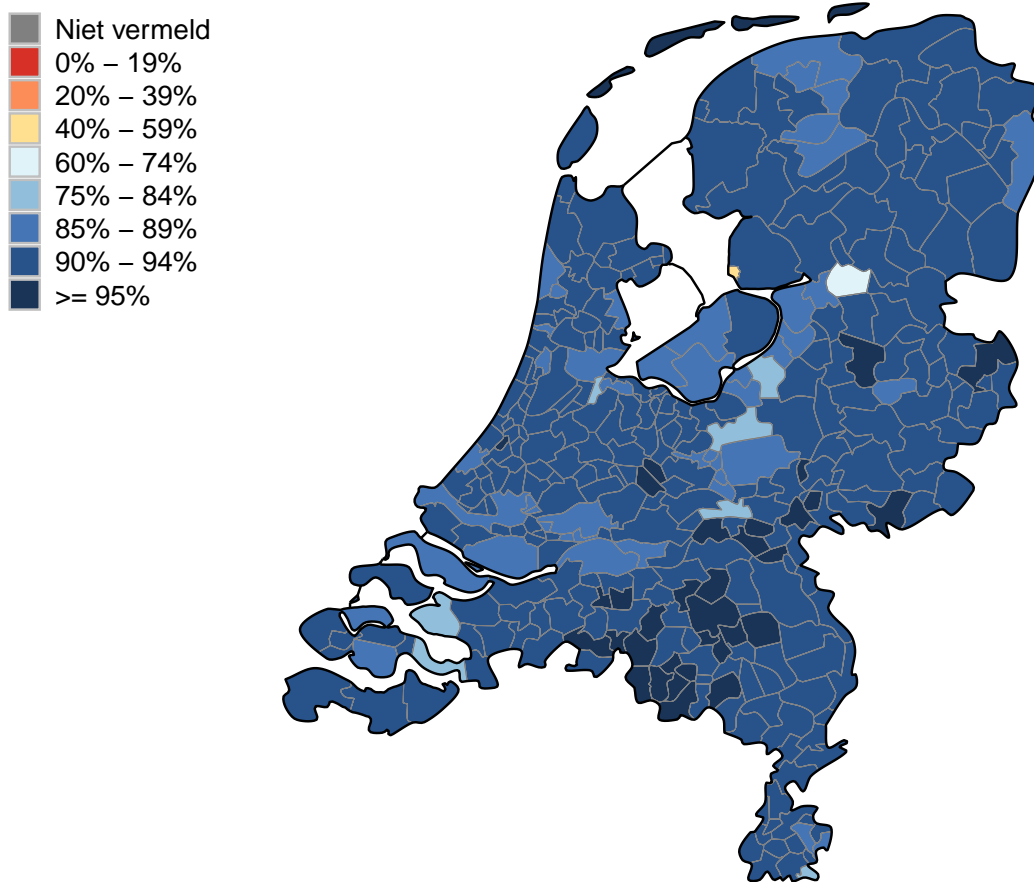 Niet vermeld
0% – 19%
20% – 39%
40% – 59%
60% – 74%
75% – 84%
85% – 89%
90% – 94%
>= 95%